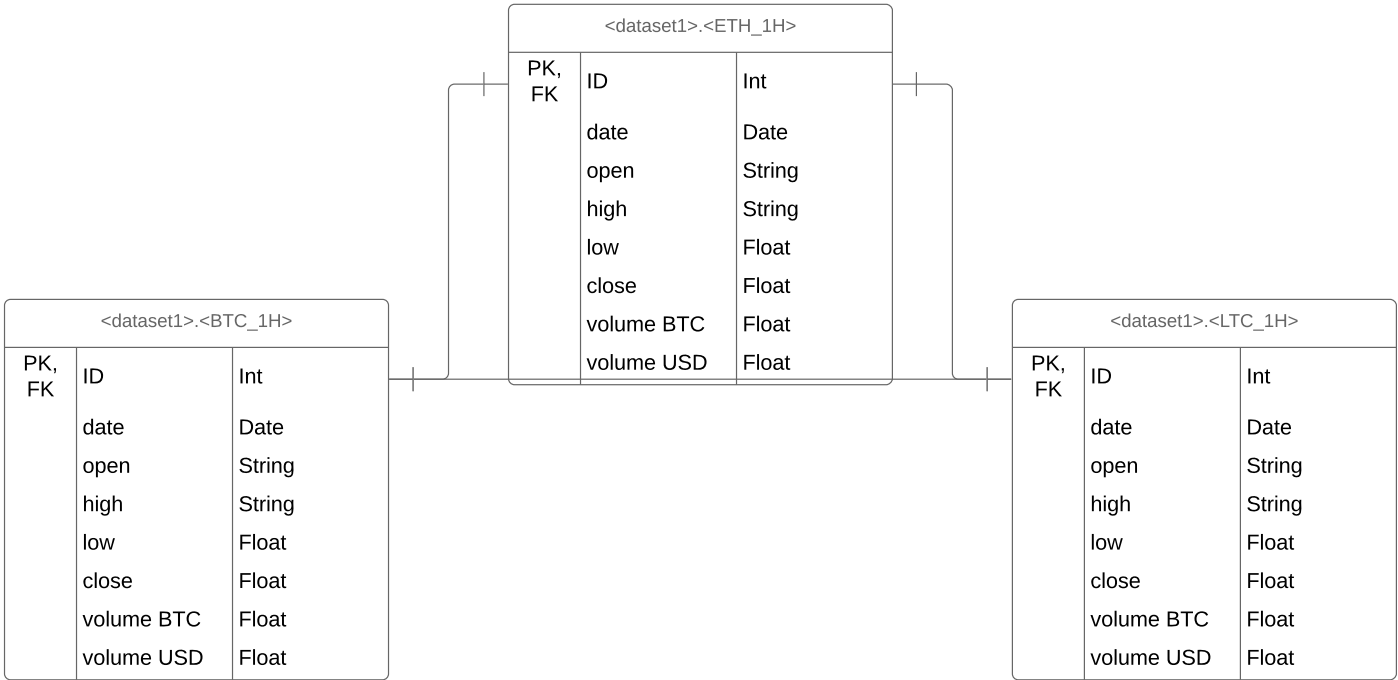 <dataset1>.<ETH_1H>
PK, FK ID Int
date Date
open String
high String
low Float
close Float
volume BTC Float
volume USD Float
<dataset1>.<BTC_1H>
PK, FK ID Int
date Date
open String
high String
low Float
close Float
volume BTC Float
volume USD Float
<dataset1>.<LTC_1H>
PK, FK ID Int
date Date
open String
high String
low Float
close Float
volume BTC Float
volume USD Float